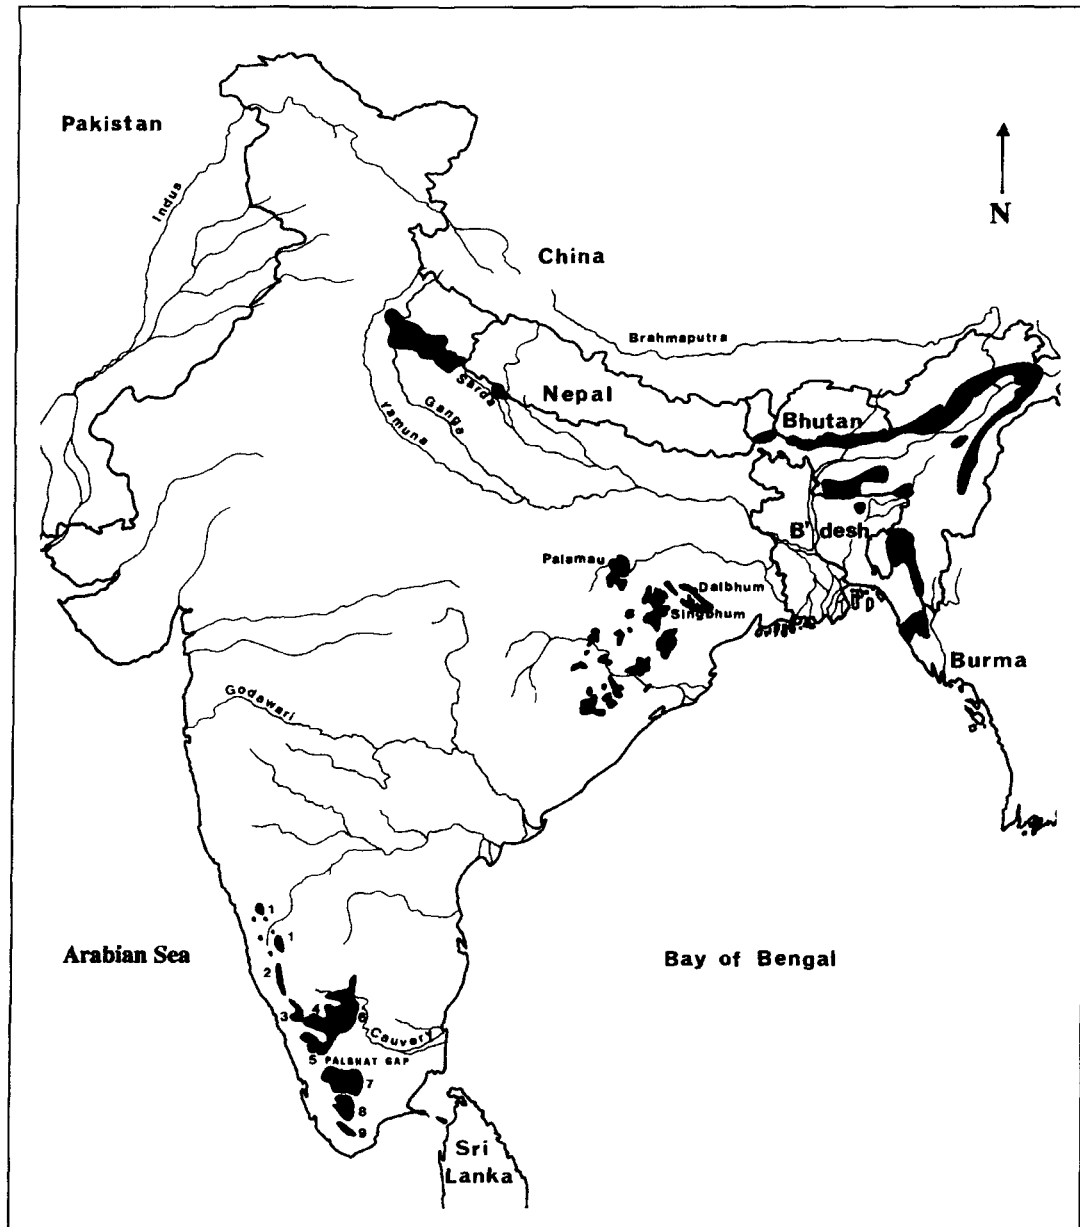 Pakistan
Indus
N
China
Brahmaputra
Nepal
Sarda
Ganga
Yamuna
Bhutan
B'desh
Palamau
Dalbhum
Singbhum
Burma
Godawari
1
1
Arabian Sea
Bay of Bengal
2
3
4
6
Cauvery
5
PALGHAT GAP
7
8
9
Sri
Lanka